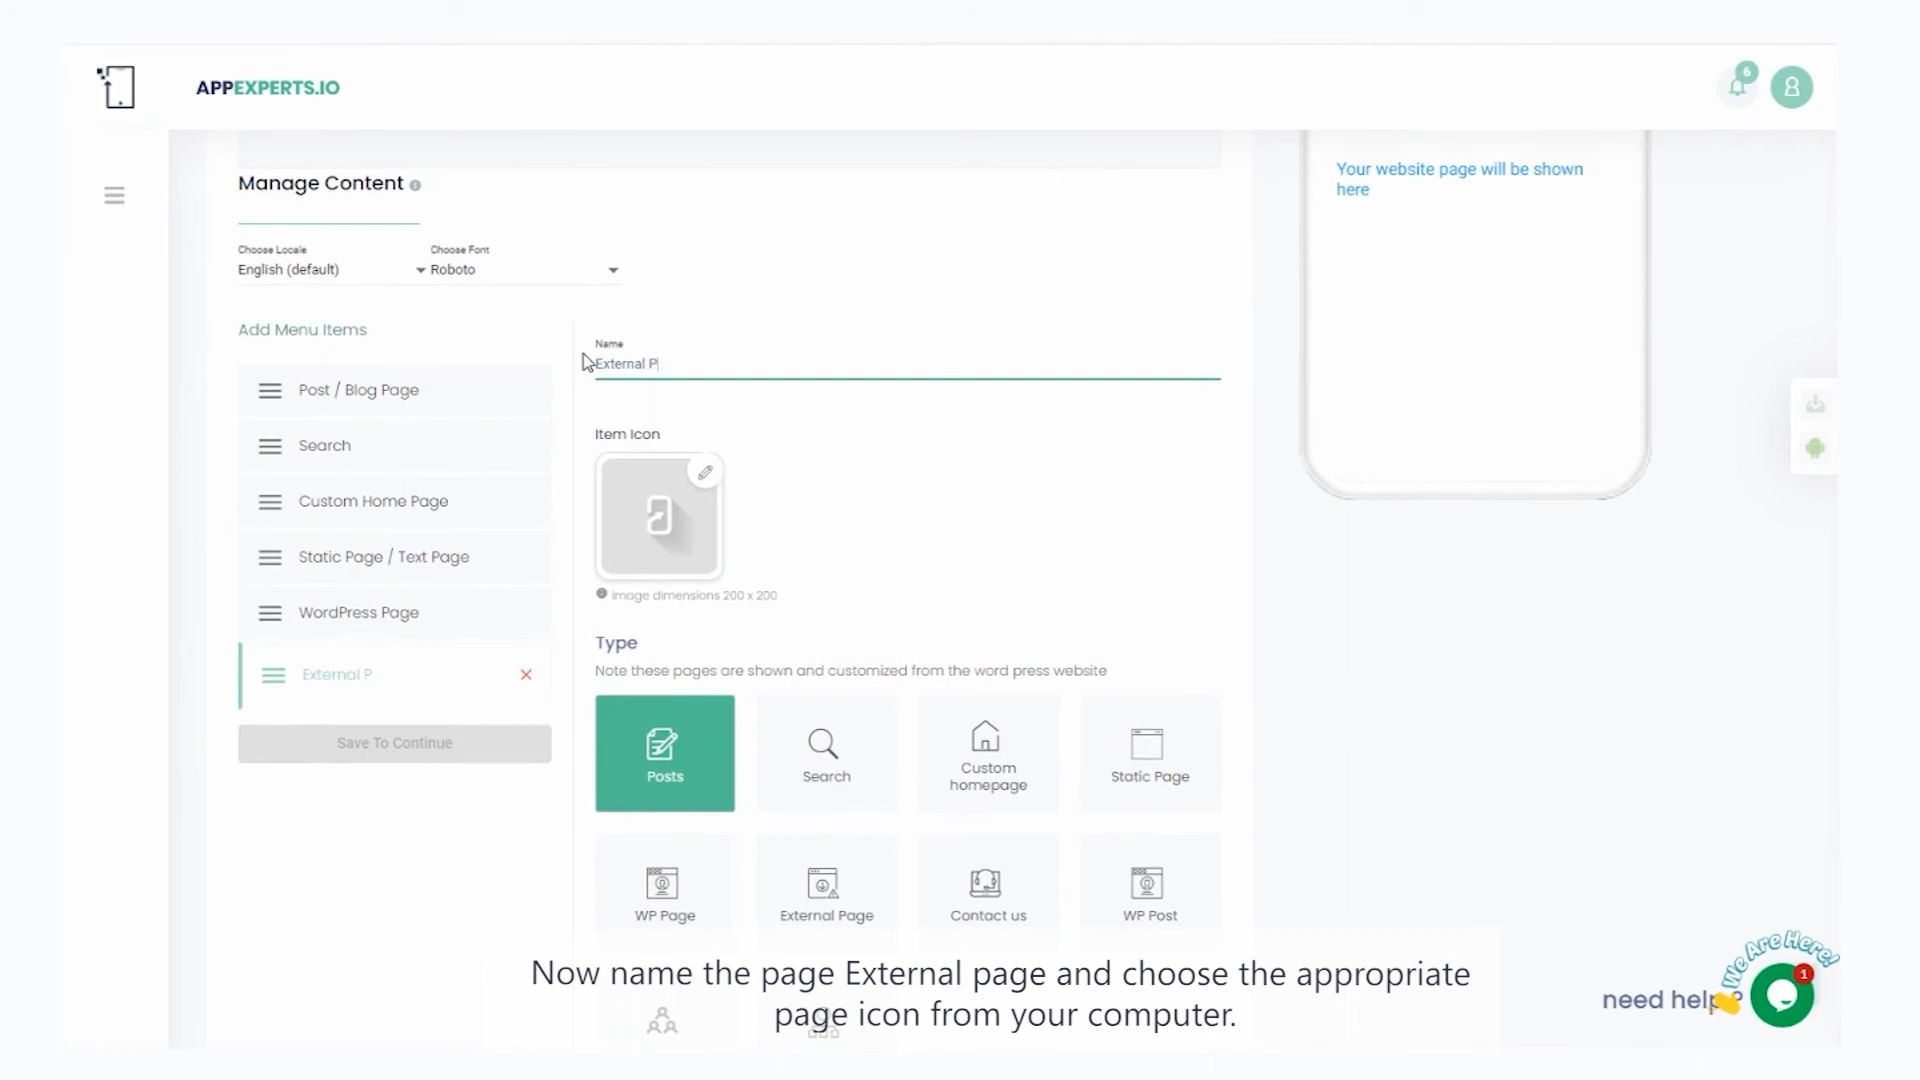 APPEXPERTS.IO
6
Manage Content
Your website page will be shown
here
Choose Locale
English (default)
Choose Font
Roboto
Add Menu Items
Post / Blog Page
Search
Custom Home Page
Static Page / Text Page
WordPress Page
External P
Save To Continue
Name
External P
Item Icon
image dimensions 200 x 200
Type
Note these pages are shown and customized from the word press website
Posts
Search
Custom
homepage
Static Page
WP Page
External Page
Contact us
WP Post
Now name the page External page and choose the appropriate
page icon from your computer.
We Are Here!
1
need help?